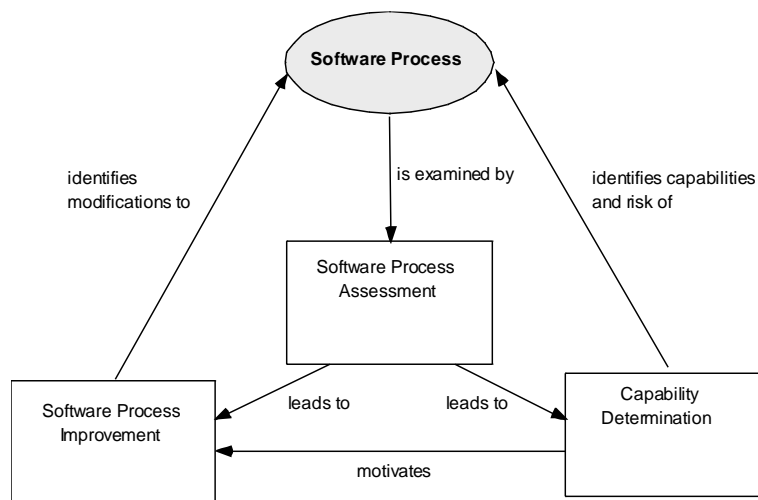 Software Process
identifies
modifications to
is examined by
identifies capabilities
and risk of
Software Process
Assessment
Software Process
Improvement
leads to
leads to
Capability
Determination
motivates